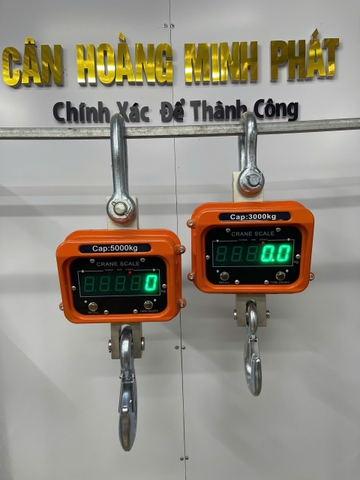 CÂN HOÀNG MINH PHÁT
Chính Xác Để Thành Công
Cap:5000kg
CRANE SCALE
0
Cap:3000kg
CRANE SCALE
0.0